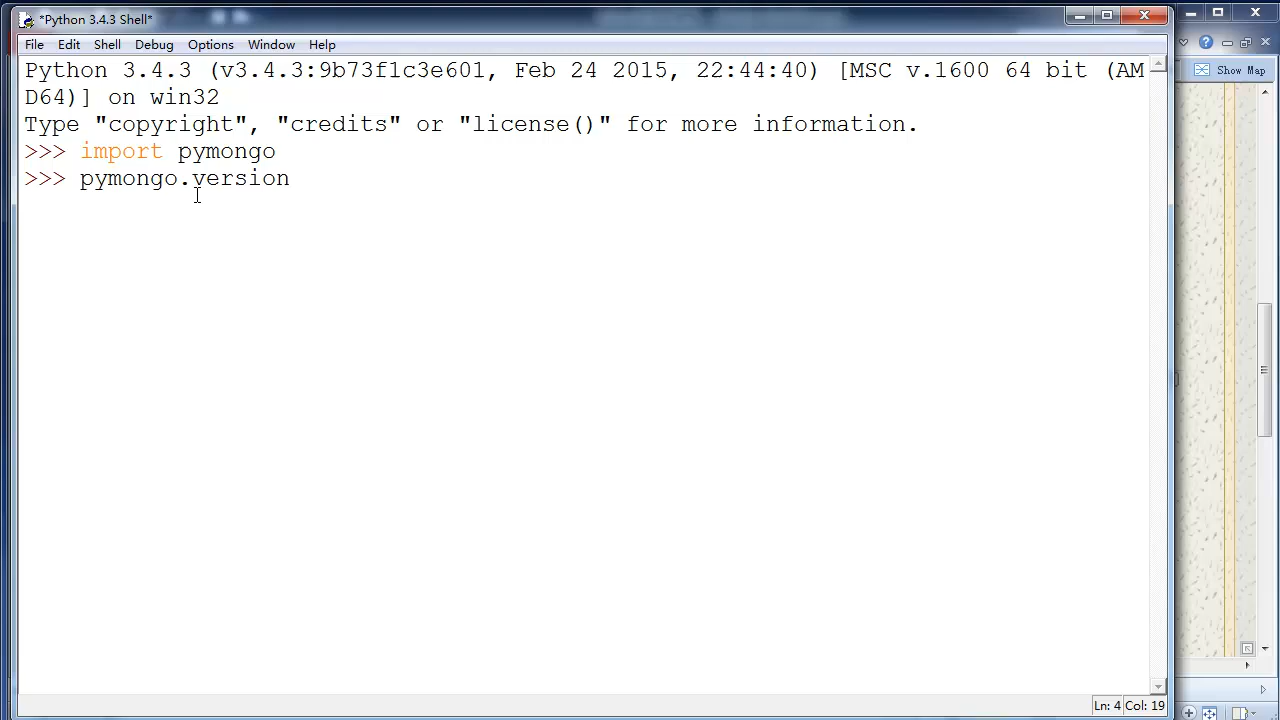 *Python 3.4.3 Shell*
File Edit Shell Debug Options Window Help
Python 3.4.3 (v3.4.3:9b73f1c3e601, Feb 24 2015, 22:44:40) [MSC v.1600 64 bit (AM
D64)] on win32
Type "copyright", "credits" or "license()" for more information.
>>> import pymongo
>>> pymongo.version
Show Map
Ln: 4 Col: 19